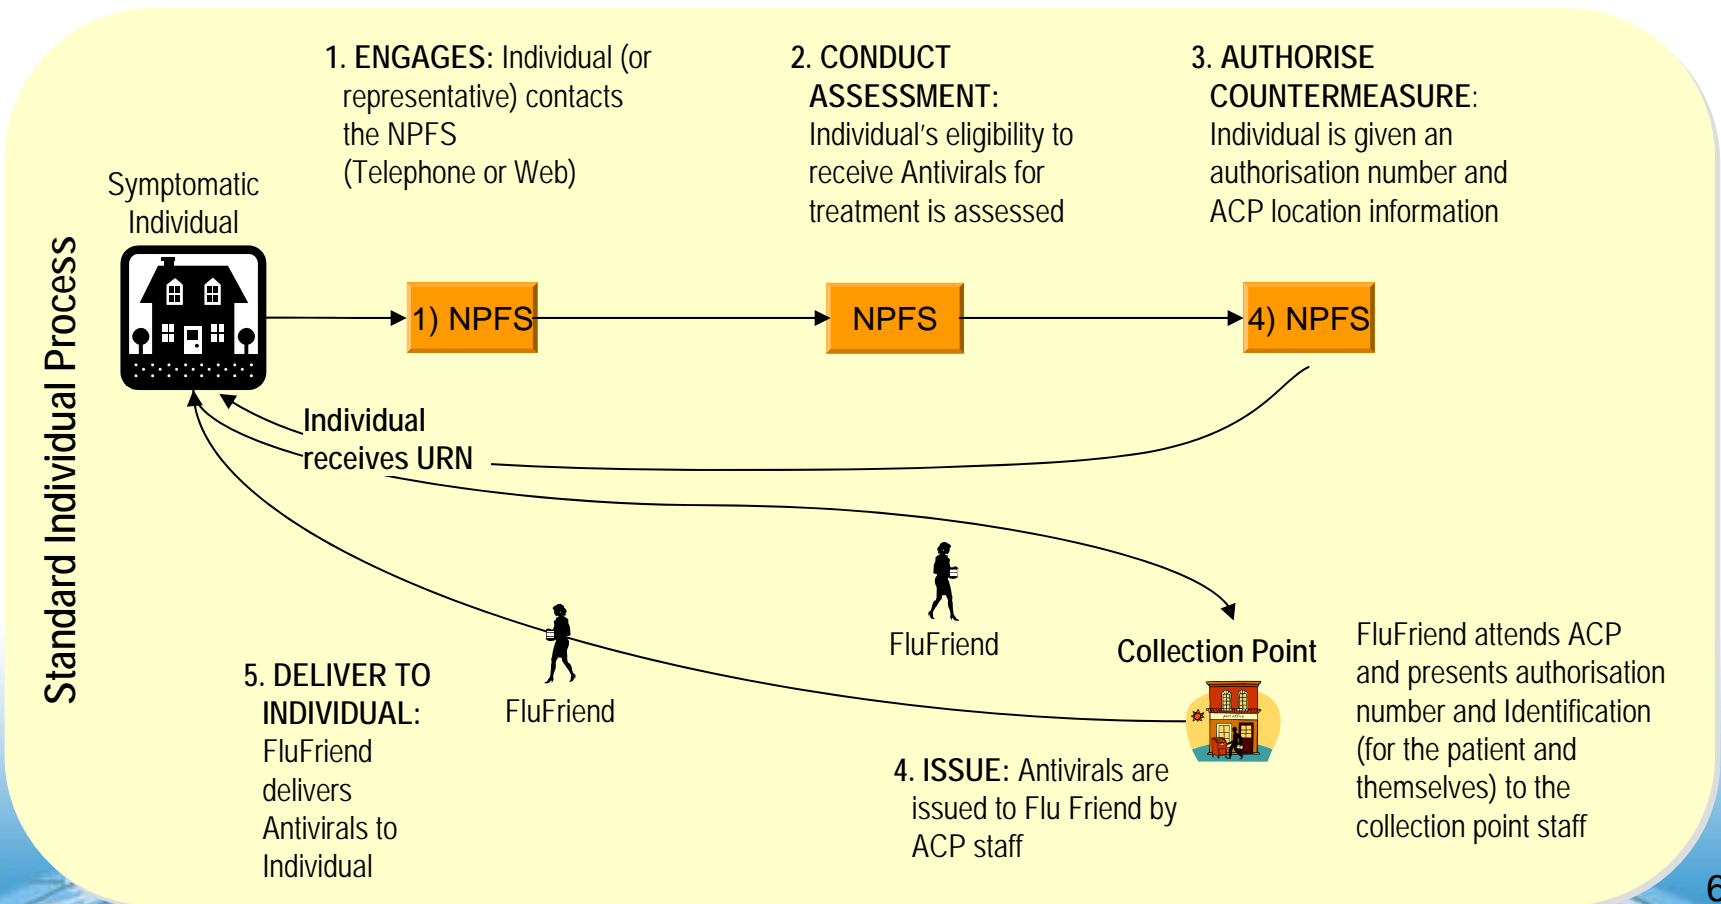 Standard Individual Process
Symptomatic
Individual
1. ENGAGES: Individual (or
representative) contacts
the NPFS
(Telephone or Web)
2. CONDUCT
ASSESSMENT:
Individual's eligibility to
receive Antivirals for
treatment is assessed
3. AUTHORISE
COUNTERMEASURE:
Individual is given an
authorisation number and
ACP location information
1) NPFS
NPFS
4) NPFS
Individual
receives URN
FluFriend
FluFriend
Collection Point
post office
FluFriend attends ACP
and presents authorisation
number and Identification
(for the patient and
themselves) to the
collection point staff
4. ISSUE: Antivirals are
issued to Flu Friend by
ACP staff
5. DELIVER TO
INDIVIDUAL:
FluFriend
delivers
Antivirals to
Individual
6